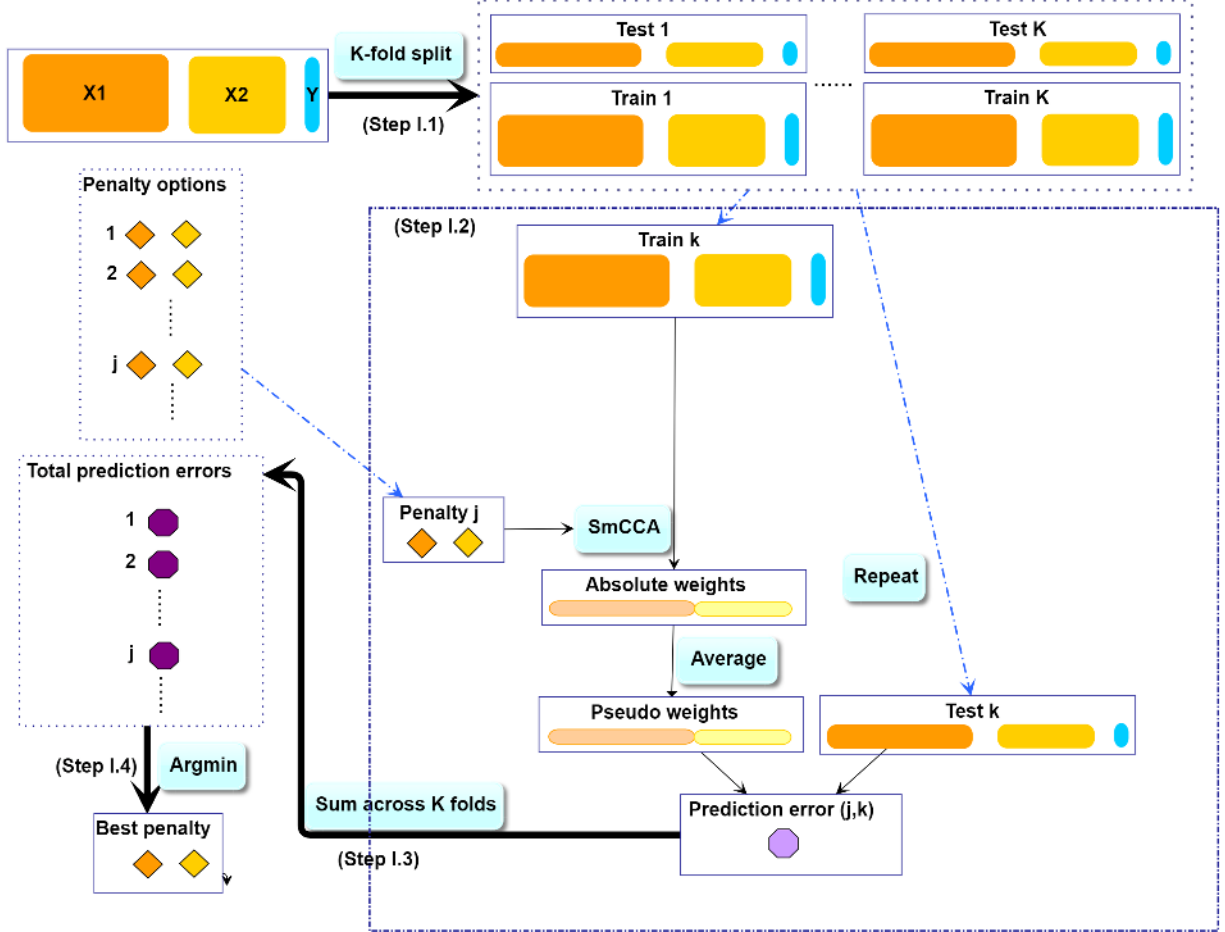 X1
X2
Y
K-fold split
(Step I.1)
Test 1
Train 1
......
Test K
Train K
Penalty options
1
2
j
(Step I.2)
Train k
Penalty j
SmCCA
Absolute weights
Average
Pseudo weights
Repeat
Test k
Prediction error (j,k)
Sum across K folds
(Step I.3)
Total prediction errors
1
2
j
(Step I.4)
Argmin
Best penalty